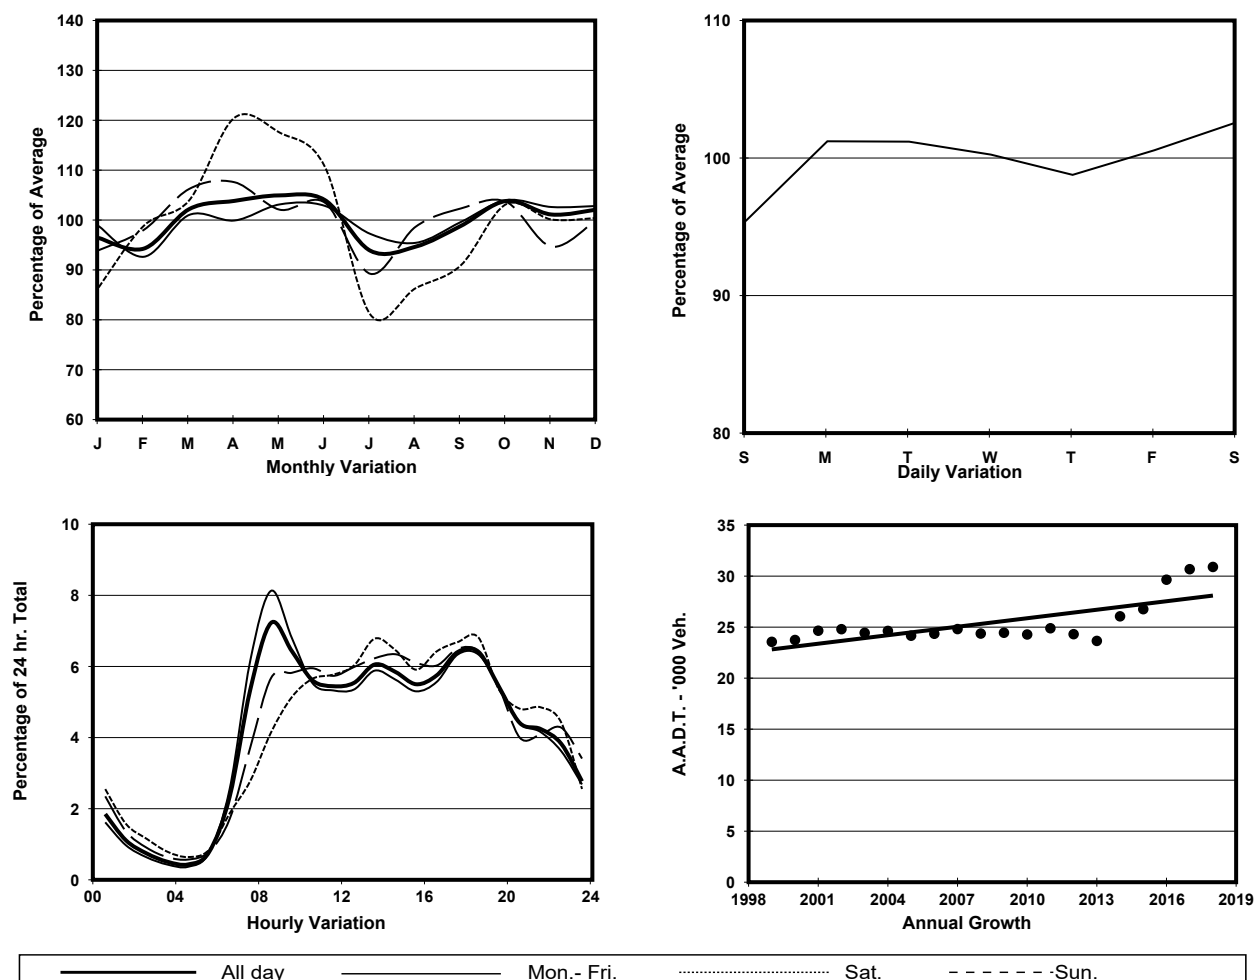 140
130
120
110
100
90
80
70
60
Percentage of Average
J F M A M J J A S O N D
Monthly Variation
110
100
90
80
Percentage of Average
S M T W T F S
Daily Variation
10
8
6
4
2
0
Percentage of 24 hr. Total
00 04 08 12 16 20 24
Hourly Variation
35
30
25
20
15
10
5
0
A.A.D.T. - '000 Veh.
1998 2001 2004 2007 2010 2013 2016 2019
Annual Growth
All day Mon.- Fri. Sat. Sun.